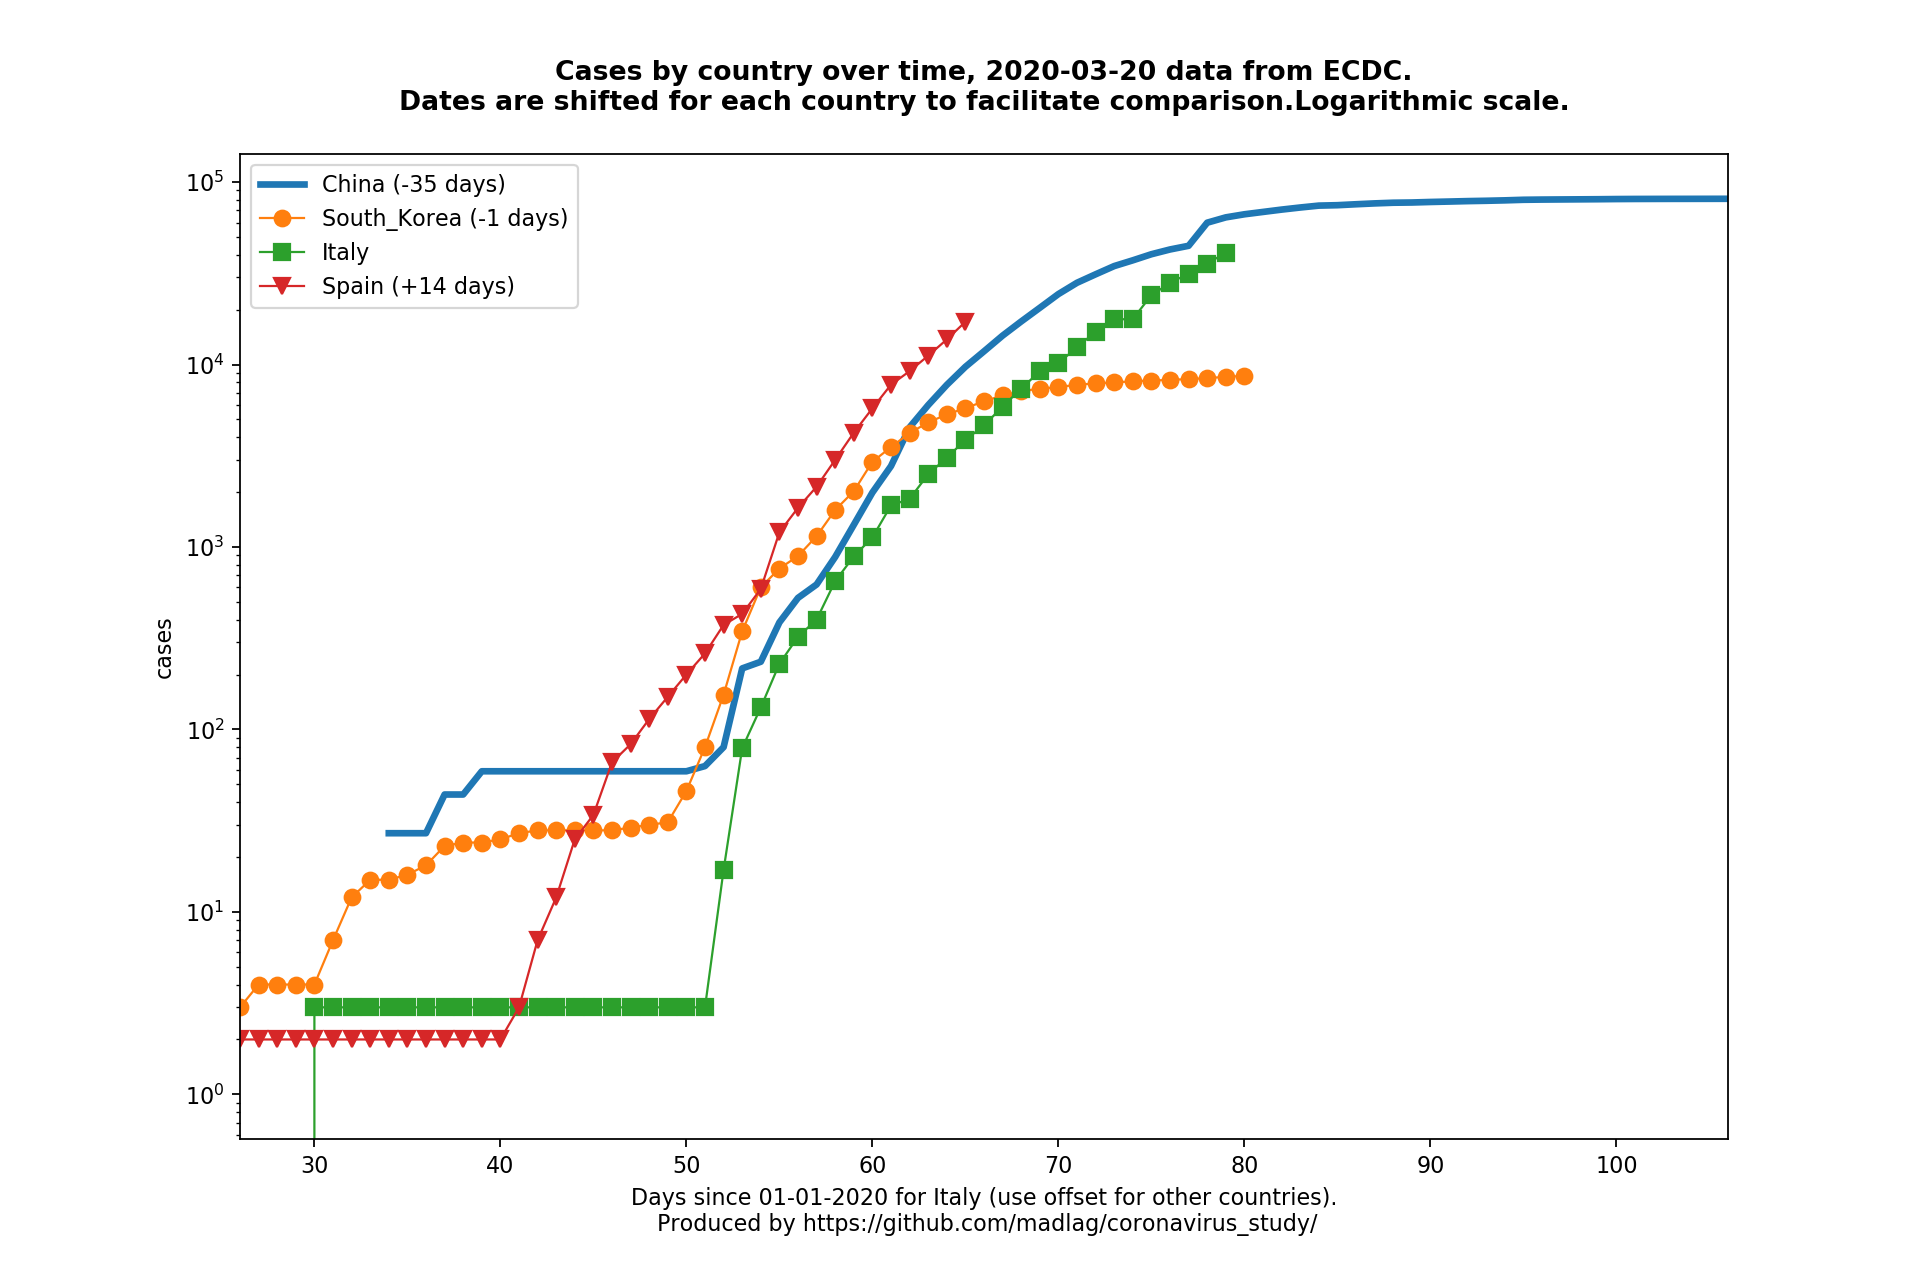 Cases by country over time, 2020-03-20 data from ECDC.
Dates are shifted for each country to facilitate comparison.Logarithmic scale.
China (-35 days)
South_Korea (-1 days)
Italy
Spain (+14 days)
10^5
10^4
10^3
10^2
10^1
10^0
cases
30 40 50 60 70 80 90 100
Days since 01-01-2020 for Italy (use offset for other countries).
Produced by https://github.com/madlag/coronavirus_study/